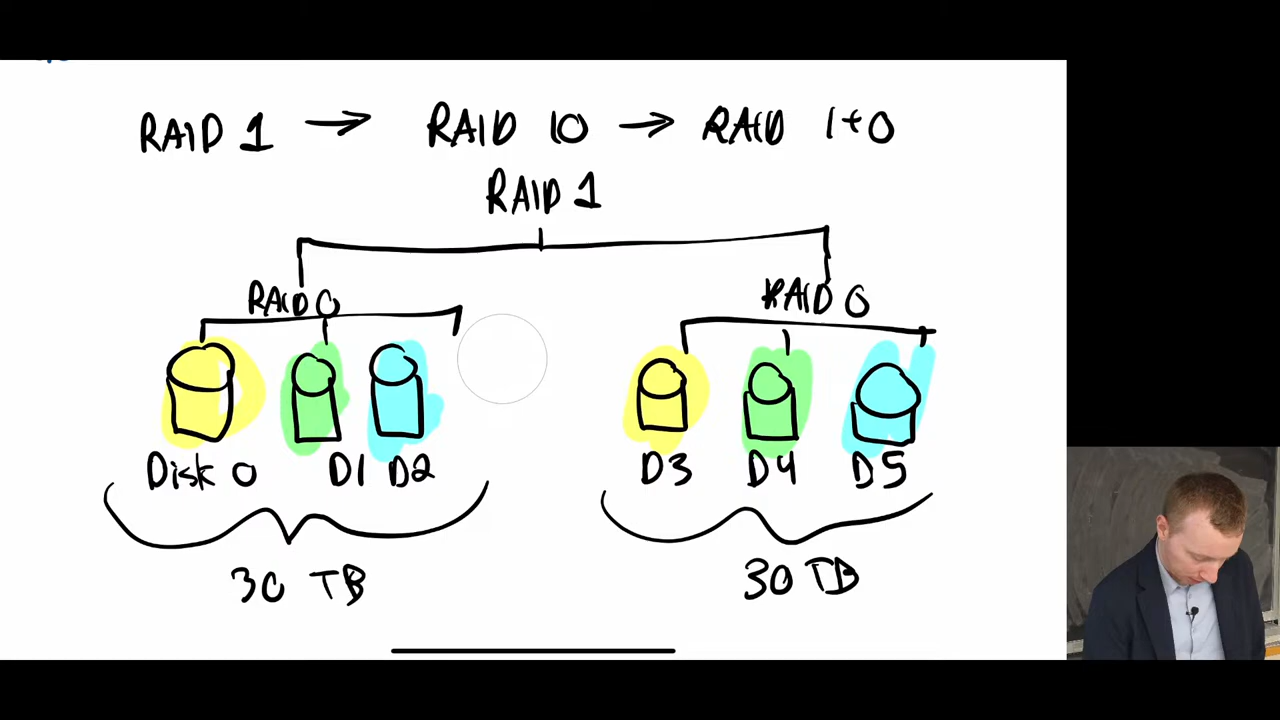 RAID 1 → RAID 10 → RAID 1+0
RAID 1
RAID 0 RAID 0
Disk 0 D1 D2 D3 D4 D5
30 TB 30 TB